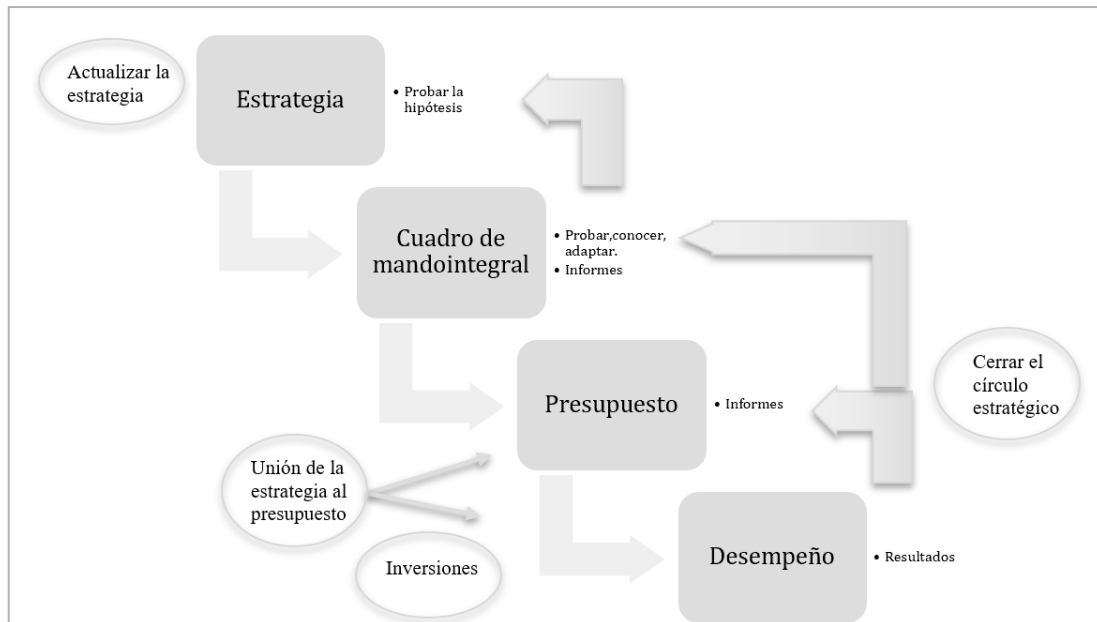 Actualizar la
estrategia
Estrategia
• Probar la
hipótesis
Cuadro de
mandointegral
• Probar,conocer,
adaptar.
• Informes
Presupuesto
• Informes
Cerrar el
círculo
estratégico
Unión de la
estrategia al
presupuesto
Inversiones
Desempeño
• Resultados